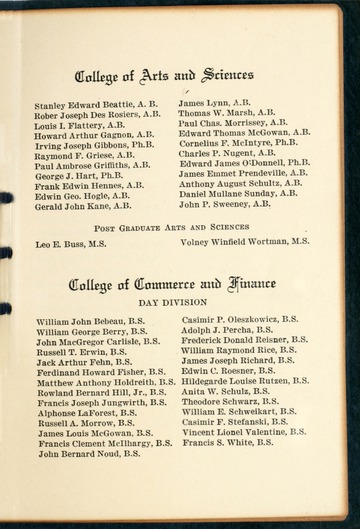 College of Arts and Sciences
Stanley Edward Beattie, A. B.
Rober Joseph Des Rosiers, A.B.
Louis I. Flattery, A.B.
Howard Arthur Gagnon, A.B.
Irving Joseph Gibbons, Ph.B.
Raymond F. Griese, A.B.
Paul Ambrose Griffiths, A.B.
George J. Hart, Ph.B.
Frank Edwin Hennes, A.B.
Edwin Geo. Hogle, A.B.
Gerald John Kane, A.B.
James Lynn, A.B.
Thomas W. Marsh, A.B.
Paul Chas. Morrissey, A.B.
Edward Thomas McGowan, A.B.
Cornelius F. McIntyre, Ph.B.
Charles P. Nugent, A.B.
Edward James O'Donnell, Ph.B.
James Emmet Prendeville, A.B.
Anthony August Schultz, A.B.
Daniel Mullane Sunday, A.B.
John P. Sweeney, A.B.
Post Graduate Arts and Sciences
Leo E. Buss, M.S.
Volney Winfield Wortman, M.S.
College of Commerce and Finance
DAY DIVISION
William John Bebeau, B.S.
William George Berry, B.S.
John MacGregor Carlisle, B.S.
Russell T. Erwin, B.S.
Jack Arthur Fehn, B.S.
Ferdinand Howard Fisher, B.S.
Matthew Anthony Holdreith, B.S.
Rowland Bernard Hill, Jr., B.S.
Francis Joseph Jungwirth, B.S.
Alphonse LaForest, B.S.
Russell A. Morrow, B.S.
James Louis McGowan, B.S.
Francis Clement McIlhargy, B.S.
John Bernard Noud, B.S.
Casimir P. Oleszkowicz, B.S.
Adolph J. Percha, B.S.
Frederick Donald Reisner, B.S.
William Raymond Rice, B.S.
James Joseph Richard, B.S.
Edwin C. Roesner, B.S.
Hildegarde Louise Rutzen, B.S.
Anita W. Schulz, B.S.
Theodore Schwarz, B.S.
William E. Schweikart, B.S.
Casimir F. Stefanski, B.S.
Vincent Lionel Valentine, B.S.
Francis S. White, B.S.